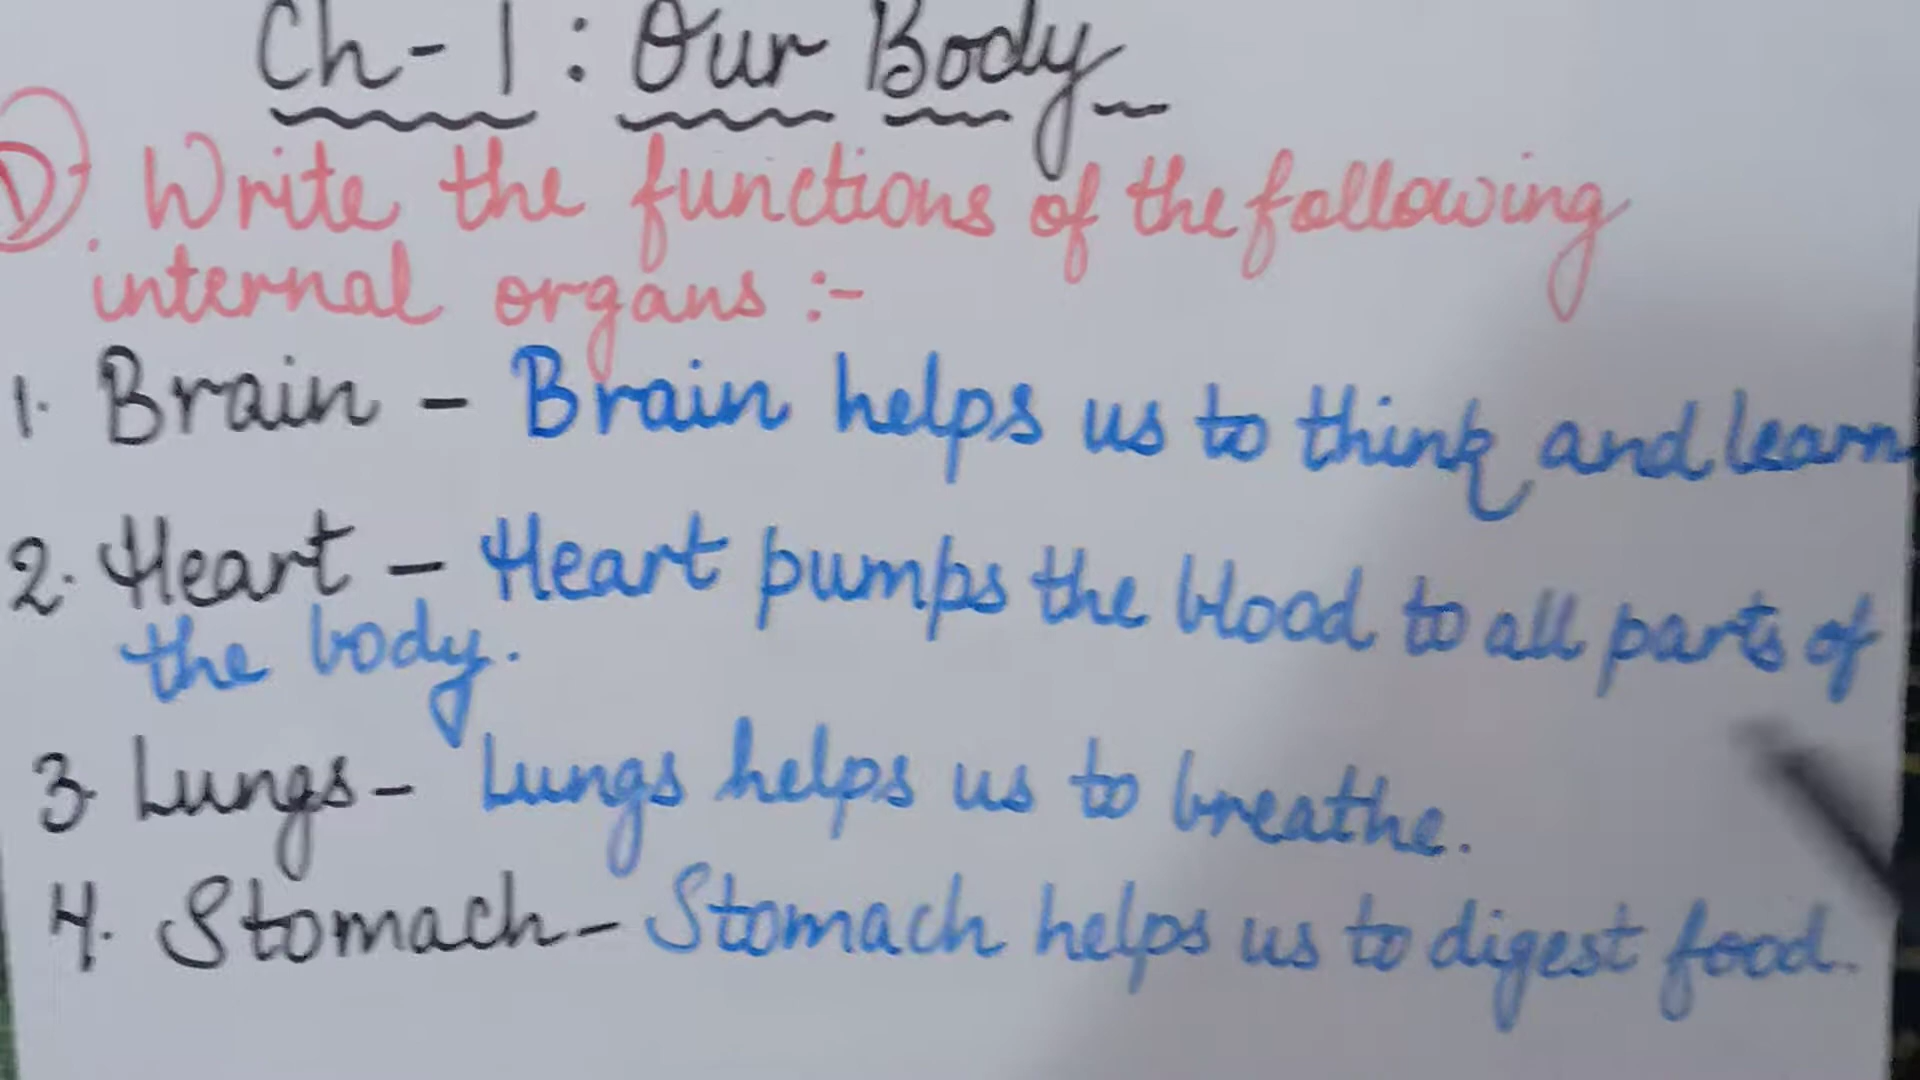 Ch-1: Our Body
D. Write the functions of the following
internal organs :-
1. Brain - Brain helps us to think and learn
2. Heart - Heart pumps the blood to all parts of
the body.
3. Lungs - Lungs helps us to breathe.
4. Stomach - Stomach helps us to digest food.